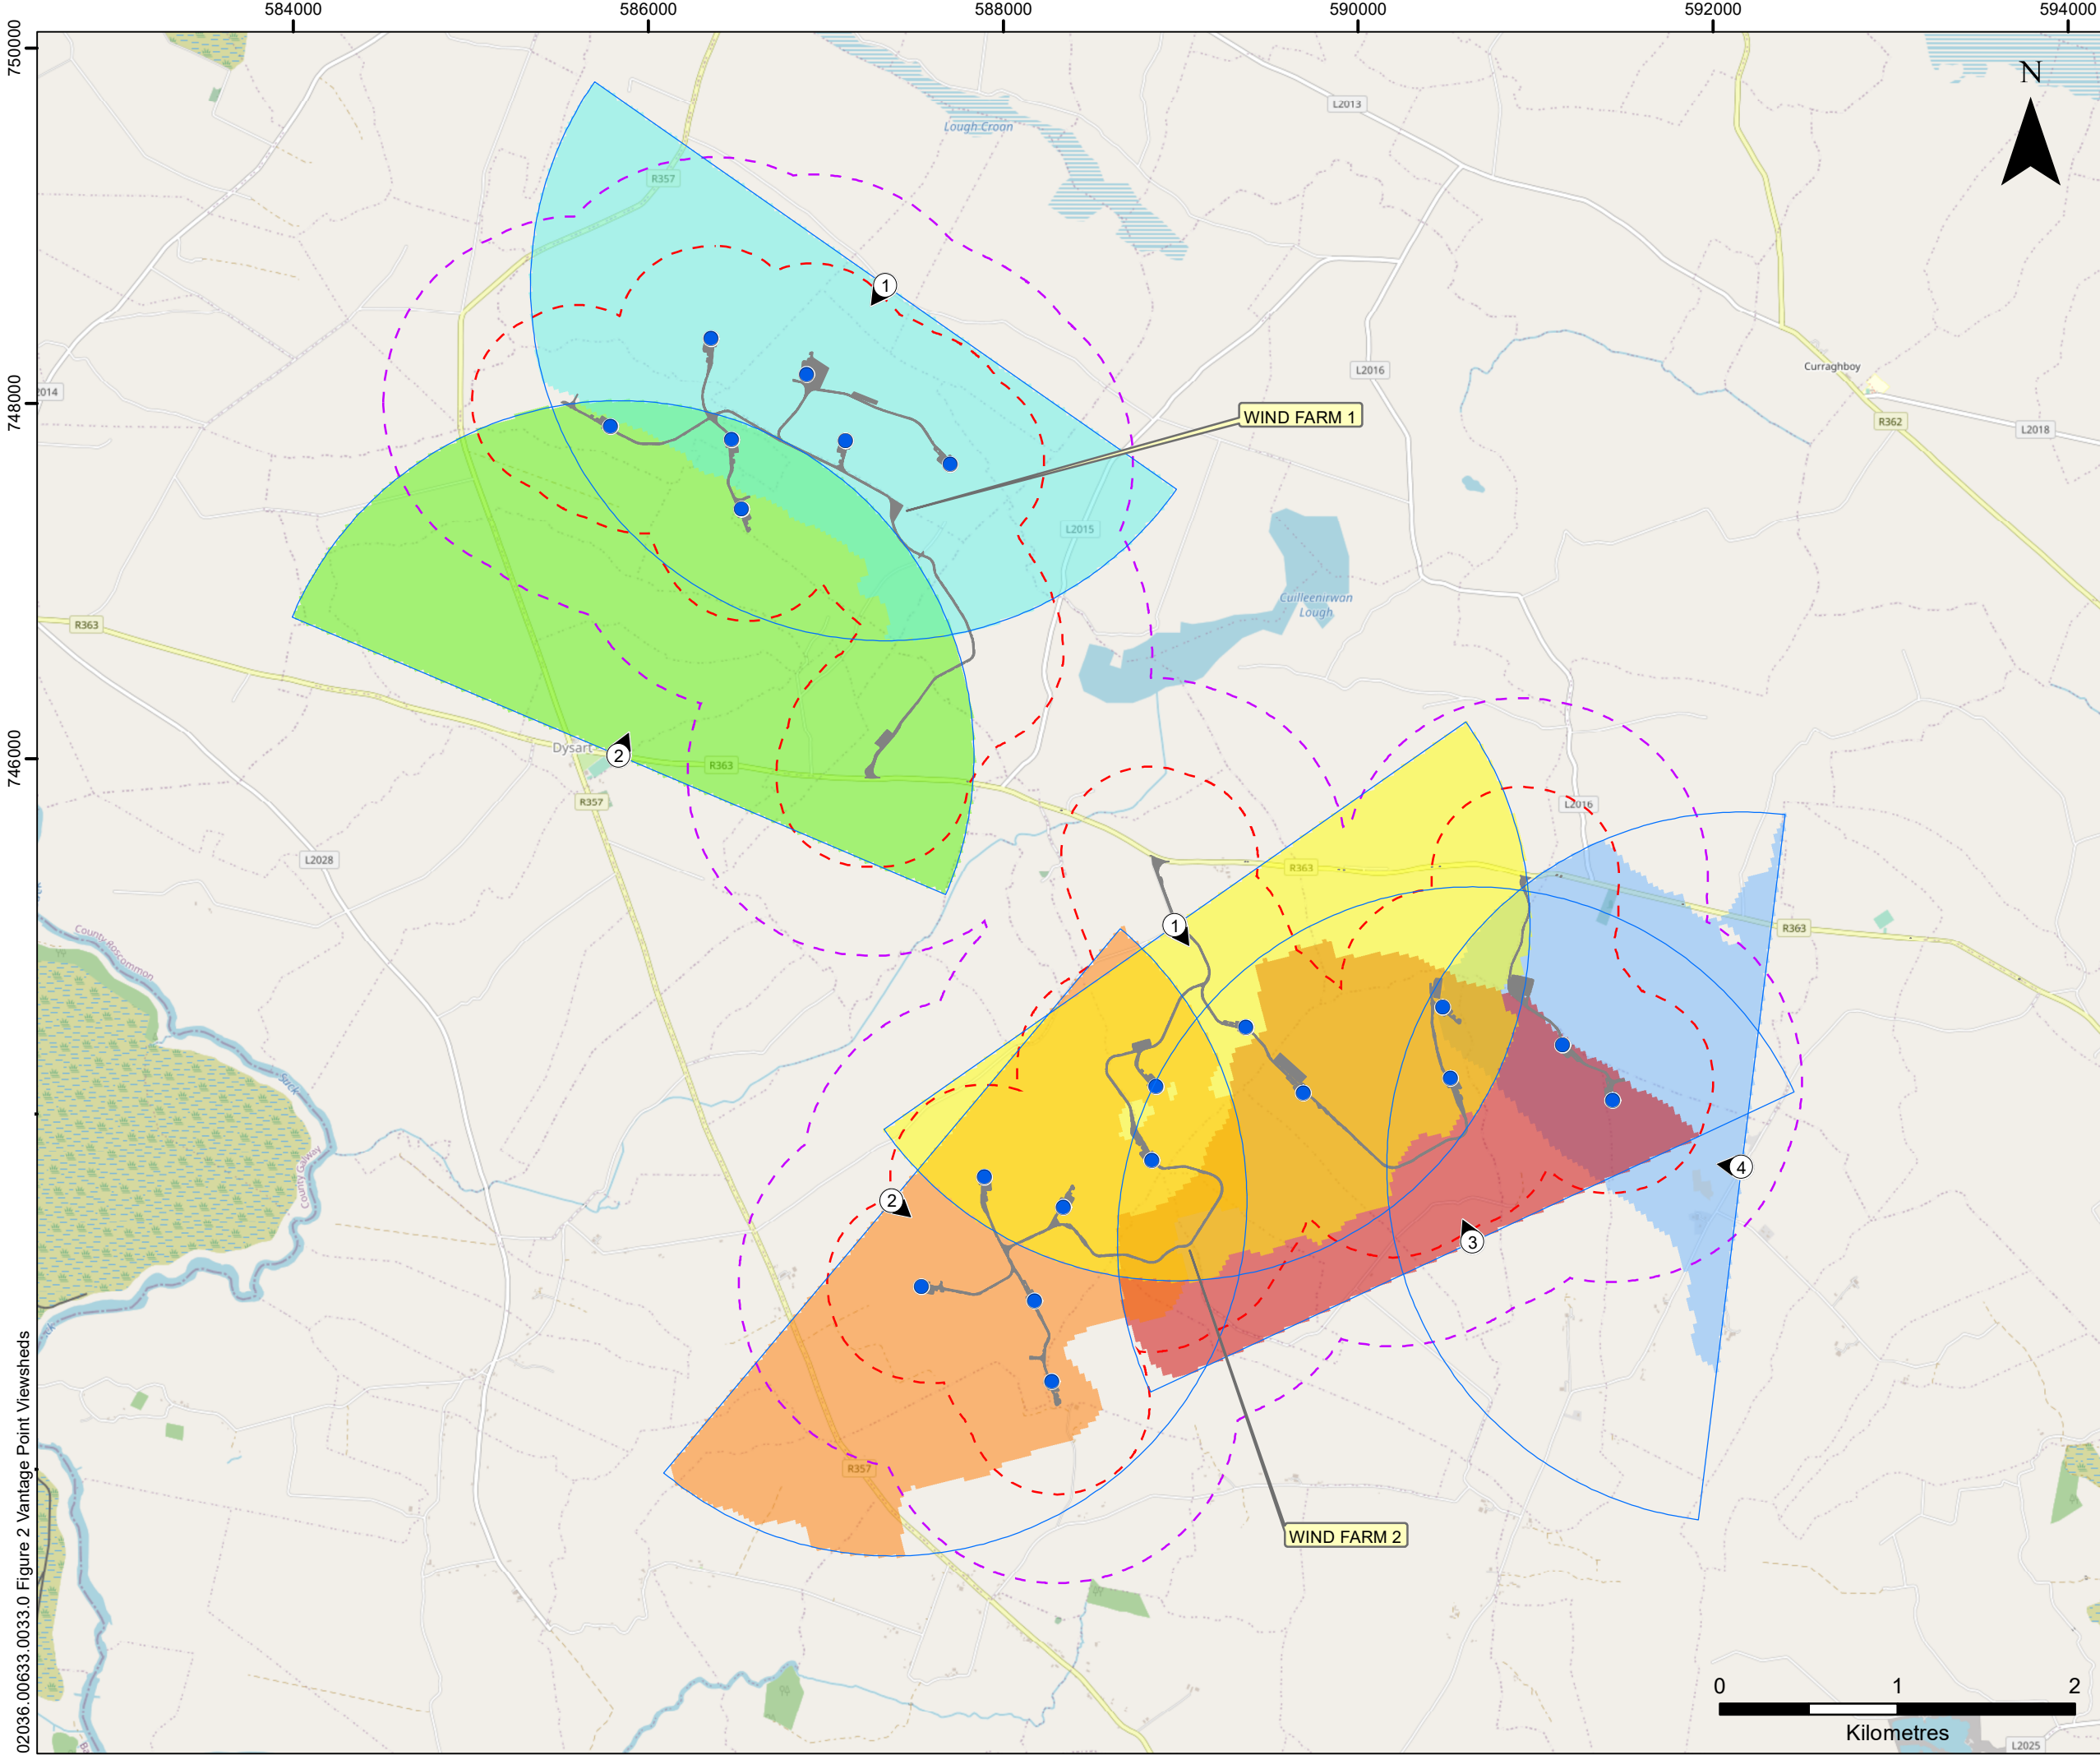 584000
586000
588000
590000
592000
594000
750000
748000
746000
N
L2013
Lough Croan
R357
1
2014
L2016
Curraghboy
R362
L2018
WIND FARM 1
L2015
Cuilleenirwan
Lough
R363
Dysart
2
R363
R357
L2016
L2028
R363
1
R363
County Roscommon
Suck
County Galway
4
2
3
R357
WIND FARM 2
0
1
2
Kilometres
L2025
02036.00633.0033.0 Figure 2 Vantage Point Viewsheds